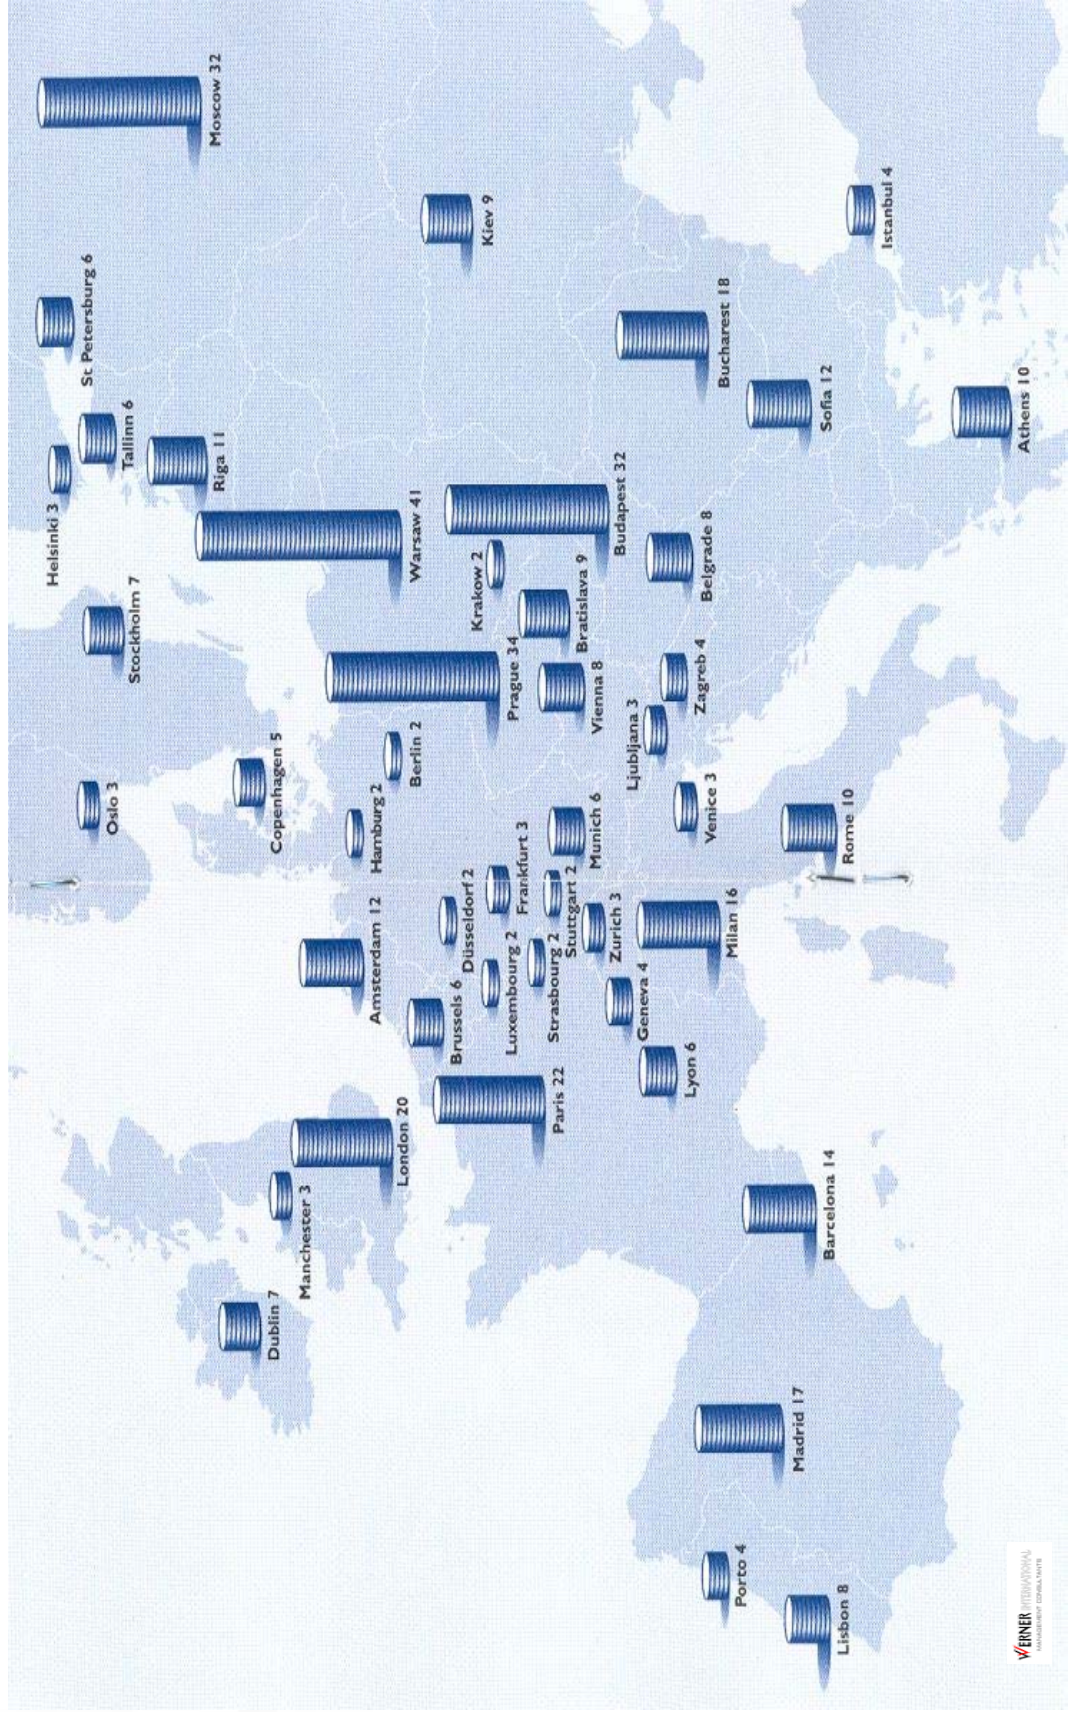 Moscow 32
St Petersburg 6
Helsinki 3
Tallinn 6
Riga 11
Stockholm 7
Oslo 3
Copenhagen 5
Kiev 9
Warsaw 41
Krakow 2
Budapest 32
Bratislava 9
Prague 34
Vienna 8
Berlin 2
Hamburg 2
Bucharest 18
Sofia 12
Istanbul 4
Athens 10
Belgrade 8
Zagreb 4
Ljubljana 3
Venice 3
Munich 6
Frankfurt 3
Düsseldorf 2
Stuttgart 2
Luxembourg 2
Strasbourg 2
Zurich 3
Geneva 4
Milan 16
Rome 10
Amsterdam 12
Brussels 6
Paris 22
Lyon 6
London 20
Manchester 3
Dublin 7
Barcelona 14
Madrid 17
Porto 4
Lisbon 8
WERNER INTERNATIONAL
MANAGEMENT CONSULTANTS